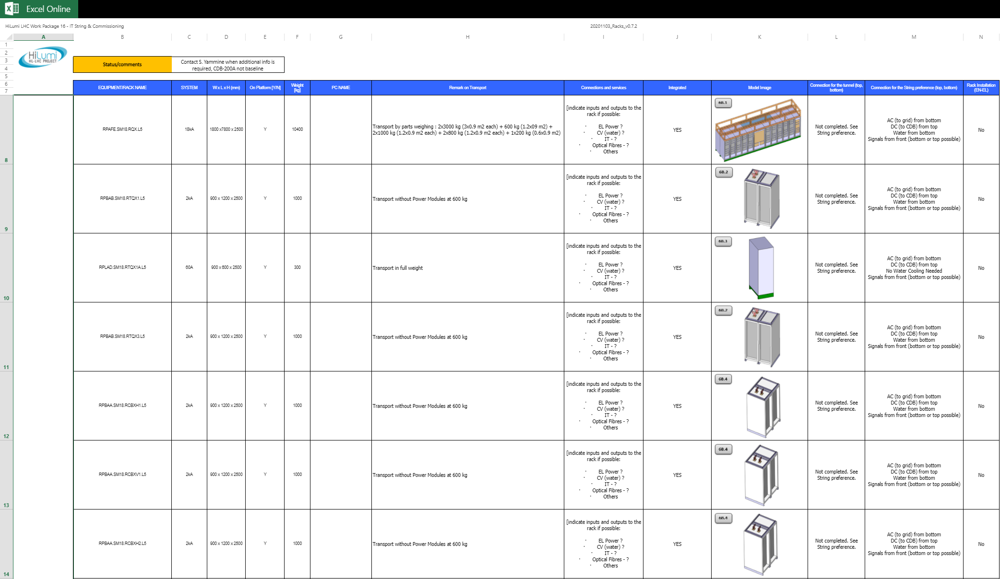 Excel Online
HiLumi LHC Work Package 16 - IT String & Commissioning
20201103_Racks_v0.7.2
A B C D E F G H I J K L M N
1
2
3
4
5
6
7
HiLumi
HL-LHC PROJECT
Status/comments
Contact S. Yammine when additional info is
required, CDB-200A not baseline
EQUIPMENT/RACK NAME
SYSTEM
W x L x H (mm)
On Platform [Y/N]
Weight
[kg]
PC NAME
Remark on Transport
Connections and services
Integrated
Model Image
Connection for the tunnel (top,
bottom)
Connection for the String preference (top, bottom)
Rack Installation
(EN-EL)
8
RPAFE.SM18.RQX.L5
18kA
1800 x7800 x 2500
Y
10400
Transport by parts weighing : 2x3000 kg (3x0.9 m2 each) + 600 kg (1.2x09 m2) +
2x1000 kg (1.2x0.9 m2 each) + 2x800 kg (1.2x0.9 m2 each) + 1x200 kg (0.6x0.9 m2)
[indicate inputs and outputs to the
rack if possible:
· EL Power ?
· CV (water) ?
· IT - ?
· Optical Fibres - ?
· Others
YES
6B.1
Not completed. See
String preference.
AC (to grid) from bottom
DC (to CDB) from top
Water from bottom
Signals from front (bottom or top possible)
No
9
RPBAB.SM18.RTQX1.L5
2kA
900 x 1200 x 2500
Y
1000
Transport without Power Modules at 600 kg
[indicate inputs and outputs to the
rack if possible:
· EL Power ?
· CV (water) ?
· IT - ?
· Optical Fibres - ?
· Others
YES
6B.2
Not completed. See
String preference.
AC (to grid) from bottom
DC (to CDB) from top
Water from bottom
Signals from front (bottom or top possible)
No
10
RPLAD.SM18.RTQX1A.L5
60A
900 x 600 x 2500
Y
300
Transport in full weight
[indicate inputs and outputs to the
rack if possible:
· EL Power ?
· CV (water) ?
· IT - ?
· Optical Fibres - ?
· Others
YES
6B.3
Not completed. See
String preference.
AC (to grid) from bottom
DC (to CDB) from top
No Water Cooling Needed
Signals from front (bottom or top possible)
No
11
RPBAB.SM18.RTQX3.L5
2kA
900 x 1200 x 2500
Y
1000
Transport without Power Modules at 600 kg
[indicate inputs and outputs to the
rack if possible:
· EL Power ?
· CV (water) ?
· IT - ?
· Optical Fibres - ?
· Others
YES
6B.2
Not completed. See
String preference.
AC (to grid) from bottom
DC (to CDB) from top
Water from bottom
Signals from front (bottom or top possible)
No
12
RPBAA.SM18.RCBXH1.L5
2kA
900 x 1200 x 2500
Y
1000
Transport without Power Modules at 600 kg
[indicate inputs and outputs to the
rack if possible:
· EL Power ?
· CV (water) ?
· IT - ?
· Optical Fibres - ?
· Others
YES
6B.4
Not completed. See
String preference.
AC (to grid) from bottom
DC (to CDB) from top
Water from bottom
Signals from front (bottom or top possible)
No
13
RPBAA.SM18.RCBXV1.L5
2kA
900 x 1200 x 2500
Y
1000
Transport without Power Modules at 600 kg
[indicate inputs and outputs to the
rack if possible:
· EL Power ?
· CV (water) ?
· IT - ?
· Optical Fibres - ?
· Others
YES
6B.4
Not completed. See
String preference.
AC (to grid) from bottom
DC (to CDB) from top
Water from bottom
Signals from front (bottom or top possible)
No
14
RPBAA.SM18.RCBXH2.L5
2kA
900 x 1200 x 2500
Y
1000
Transport without Power Modules at 600 kg
[indicate inputs and outputs to the
rack if possible:
· EL Power ?
· CV (water) ?
· IT - ?
· Optical Fibres - ?
· Others
YES
6B.4
Not completed. See
String preference.
AC (to grid) from bottom
DC (to CDB) from top
Water from bottom
Signals from front (bottom or top possible)
No